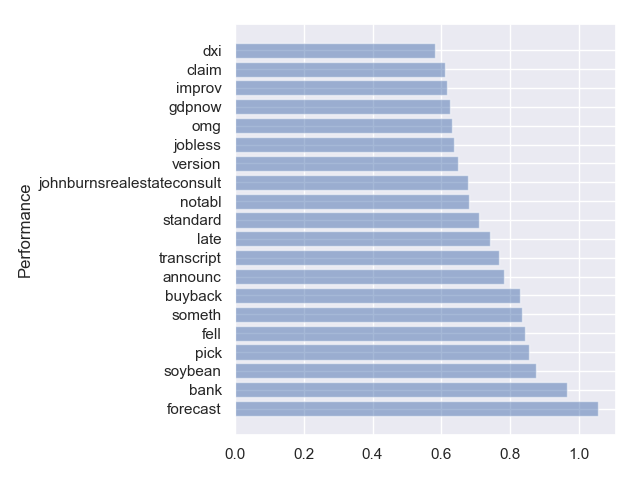 Performance
dxi
claim
improv
gdpnow
omg
jobless
version
johnburnsrealestateconsult
notabl
standard
late
transcript
announc
buyback
someth
fell
pick
soybean
bank
forecast
0.0 0.2 0.4 0.6 0.8 1.0